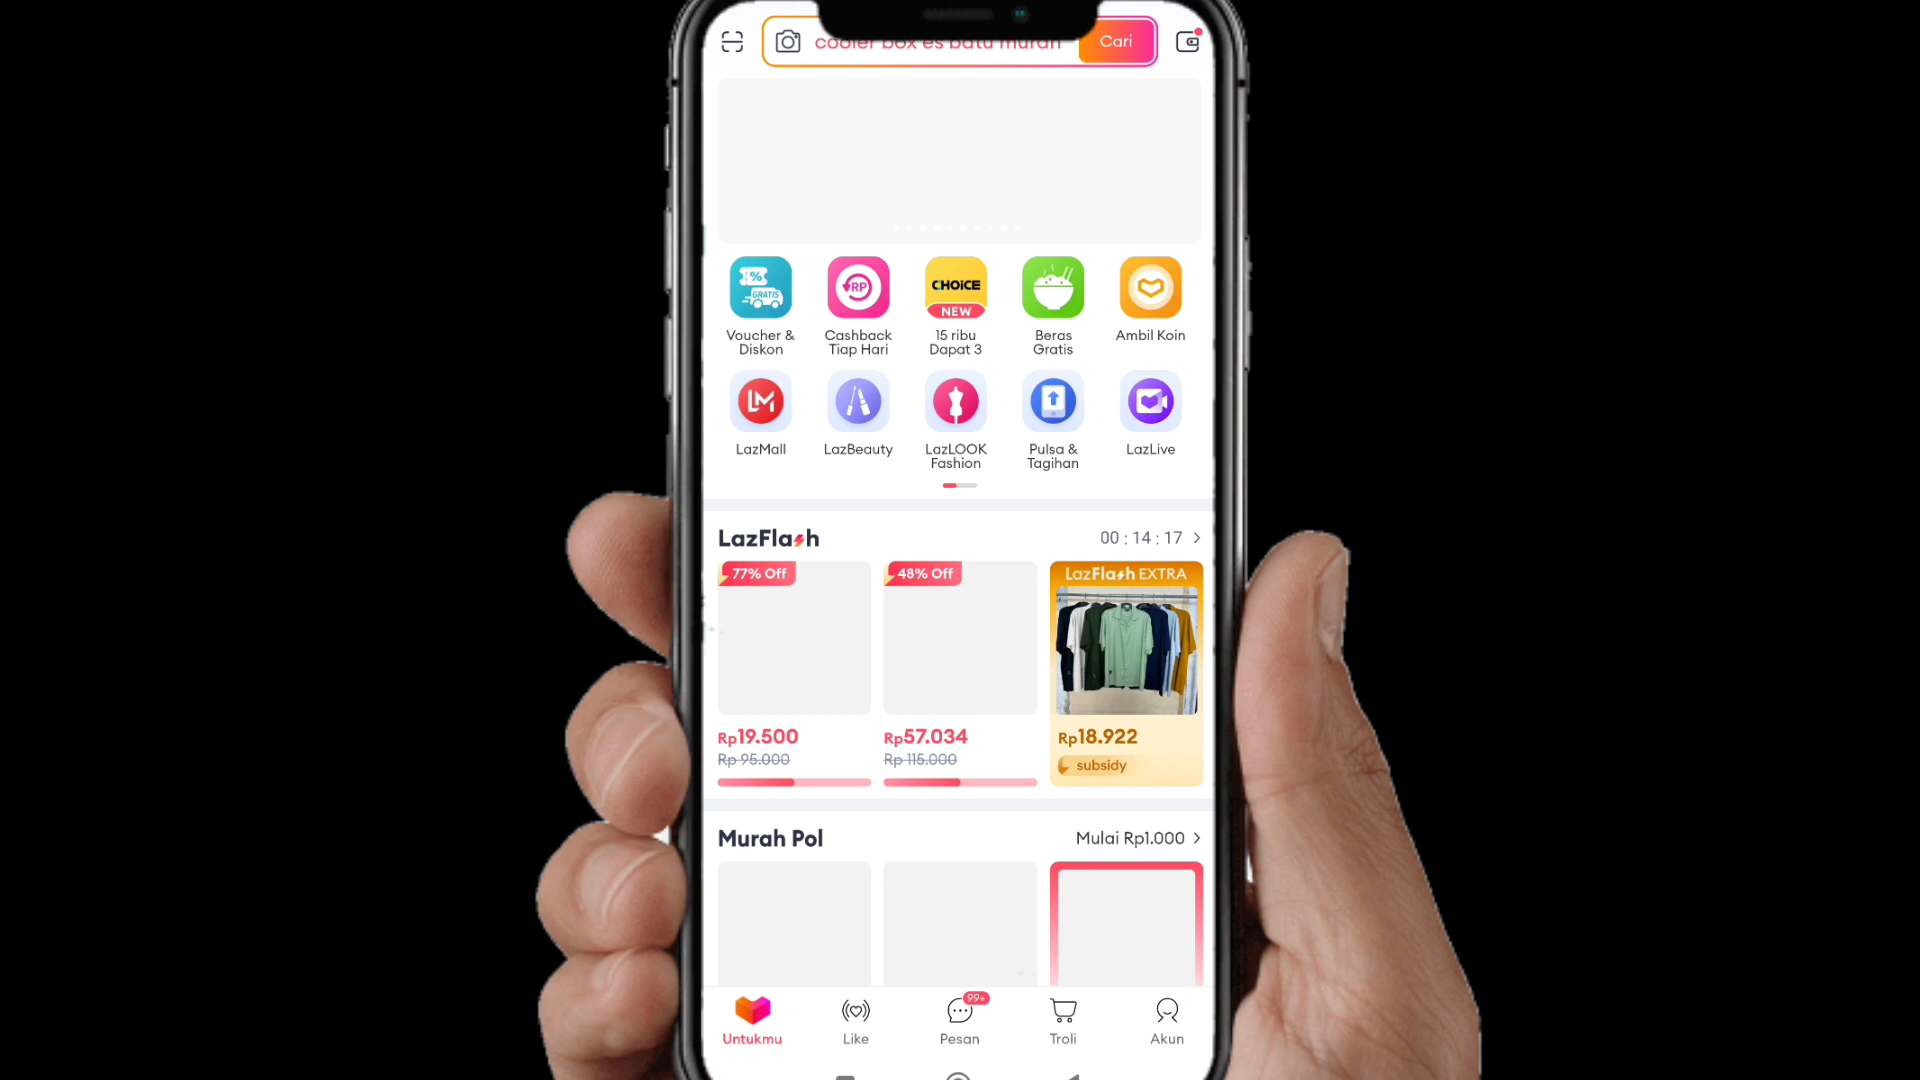 cooler box es batu murah
Cari
%
GRATIS
RP
CHOiCE
NEW
Voucher & Diskon
Cashback Tiap Hari
15 ribu Dapat 3
Beras Gratis
Ambil Koin
LM
LazMall
LazBeauty
LazLOOK Fashion
Pulsa & Tagihan
LazLive
LazFlash
00 : 14 : 17
77% Off
48% Off
LazFlash EXTRA
Rp19.500
Rp 95.000
Rp57.034
Rp 115.000
Rp18.922
subsidy
Murah Pol
Mulai Rp1.000
99+
Untukmu
Like
Pesan
Troli
Akun